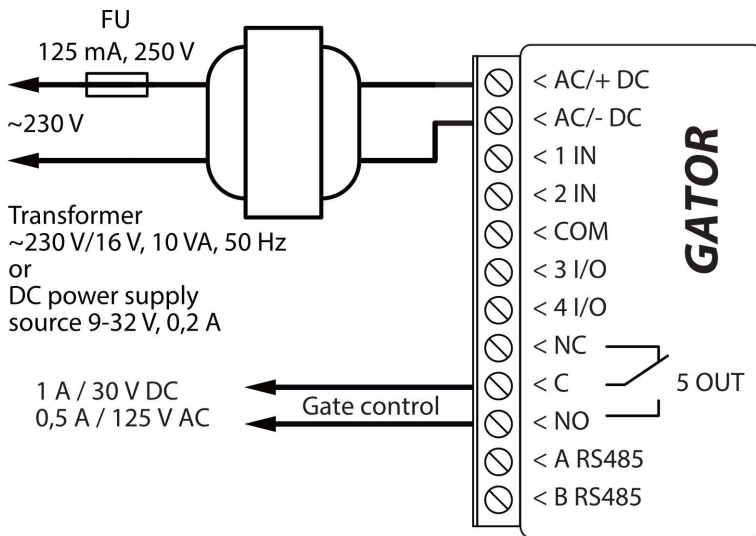 FU
125 mA, 250 V
~230 V
Transformer
~230 V/16 V, 10 VA, 50 Hz
or
DC power supply
source 9-32 V, 0,2 A
1 A / 30 V DC
0,5 A / 125 V AC
Gate control
< AC/+ DC
< AC/- DC
< 1 IN
< 2 IN
< COM
< 3 I/O
< 4 I/O
< NC
< C
< NO
< A RS485
< B RS485
5 OUT
GATOR